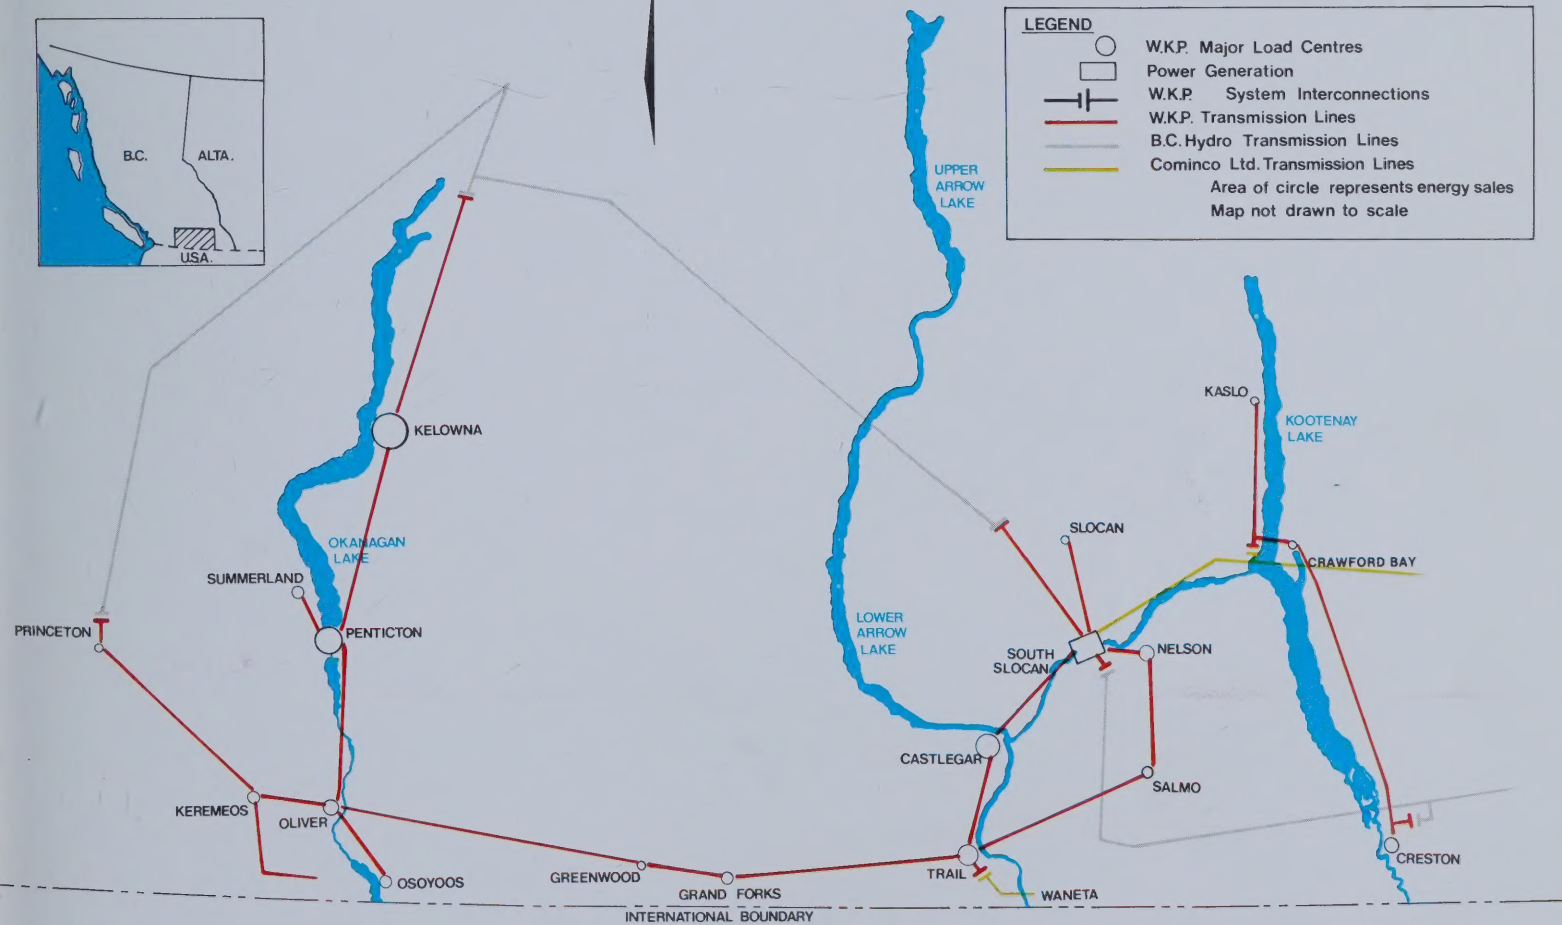 B.C.
ALTA.
U.S.A.
LEGEND
W.K.P. Major Load Centres
Power Generation
W.K.P. System Interconnections
W.K.P. Transmission Lines
B.C. Hydro Transmission Lines
Cominco Ltd. Transmission Lines
Area of circle represents energy sales
Map not drawn to scale
UPPER
ARROW
LAKE
KASLO
KOOTENAY
LAKE
KELOWNA
OKANAGAN
LAKE
SUMMERLAND
PRINCETON
PENTICTON
SLOCAN
CRAWFORD BAY
LOWER
ARROW
LAKE
SOUTH
SLOCAN
NELSON
CASTLEGAR
SALMO
KEREMEOS
OLIVER
OSOYOOS
GREENWOOD
GRAND FORKS
TRAIL
WANETA
CRESTON
INTERNATIONAL BOUNDARY